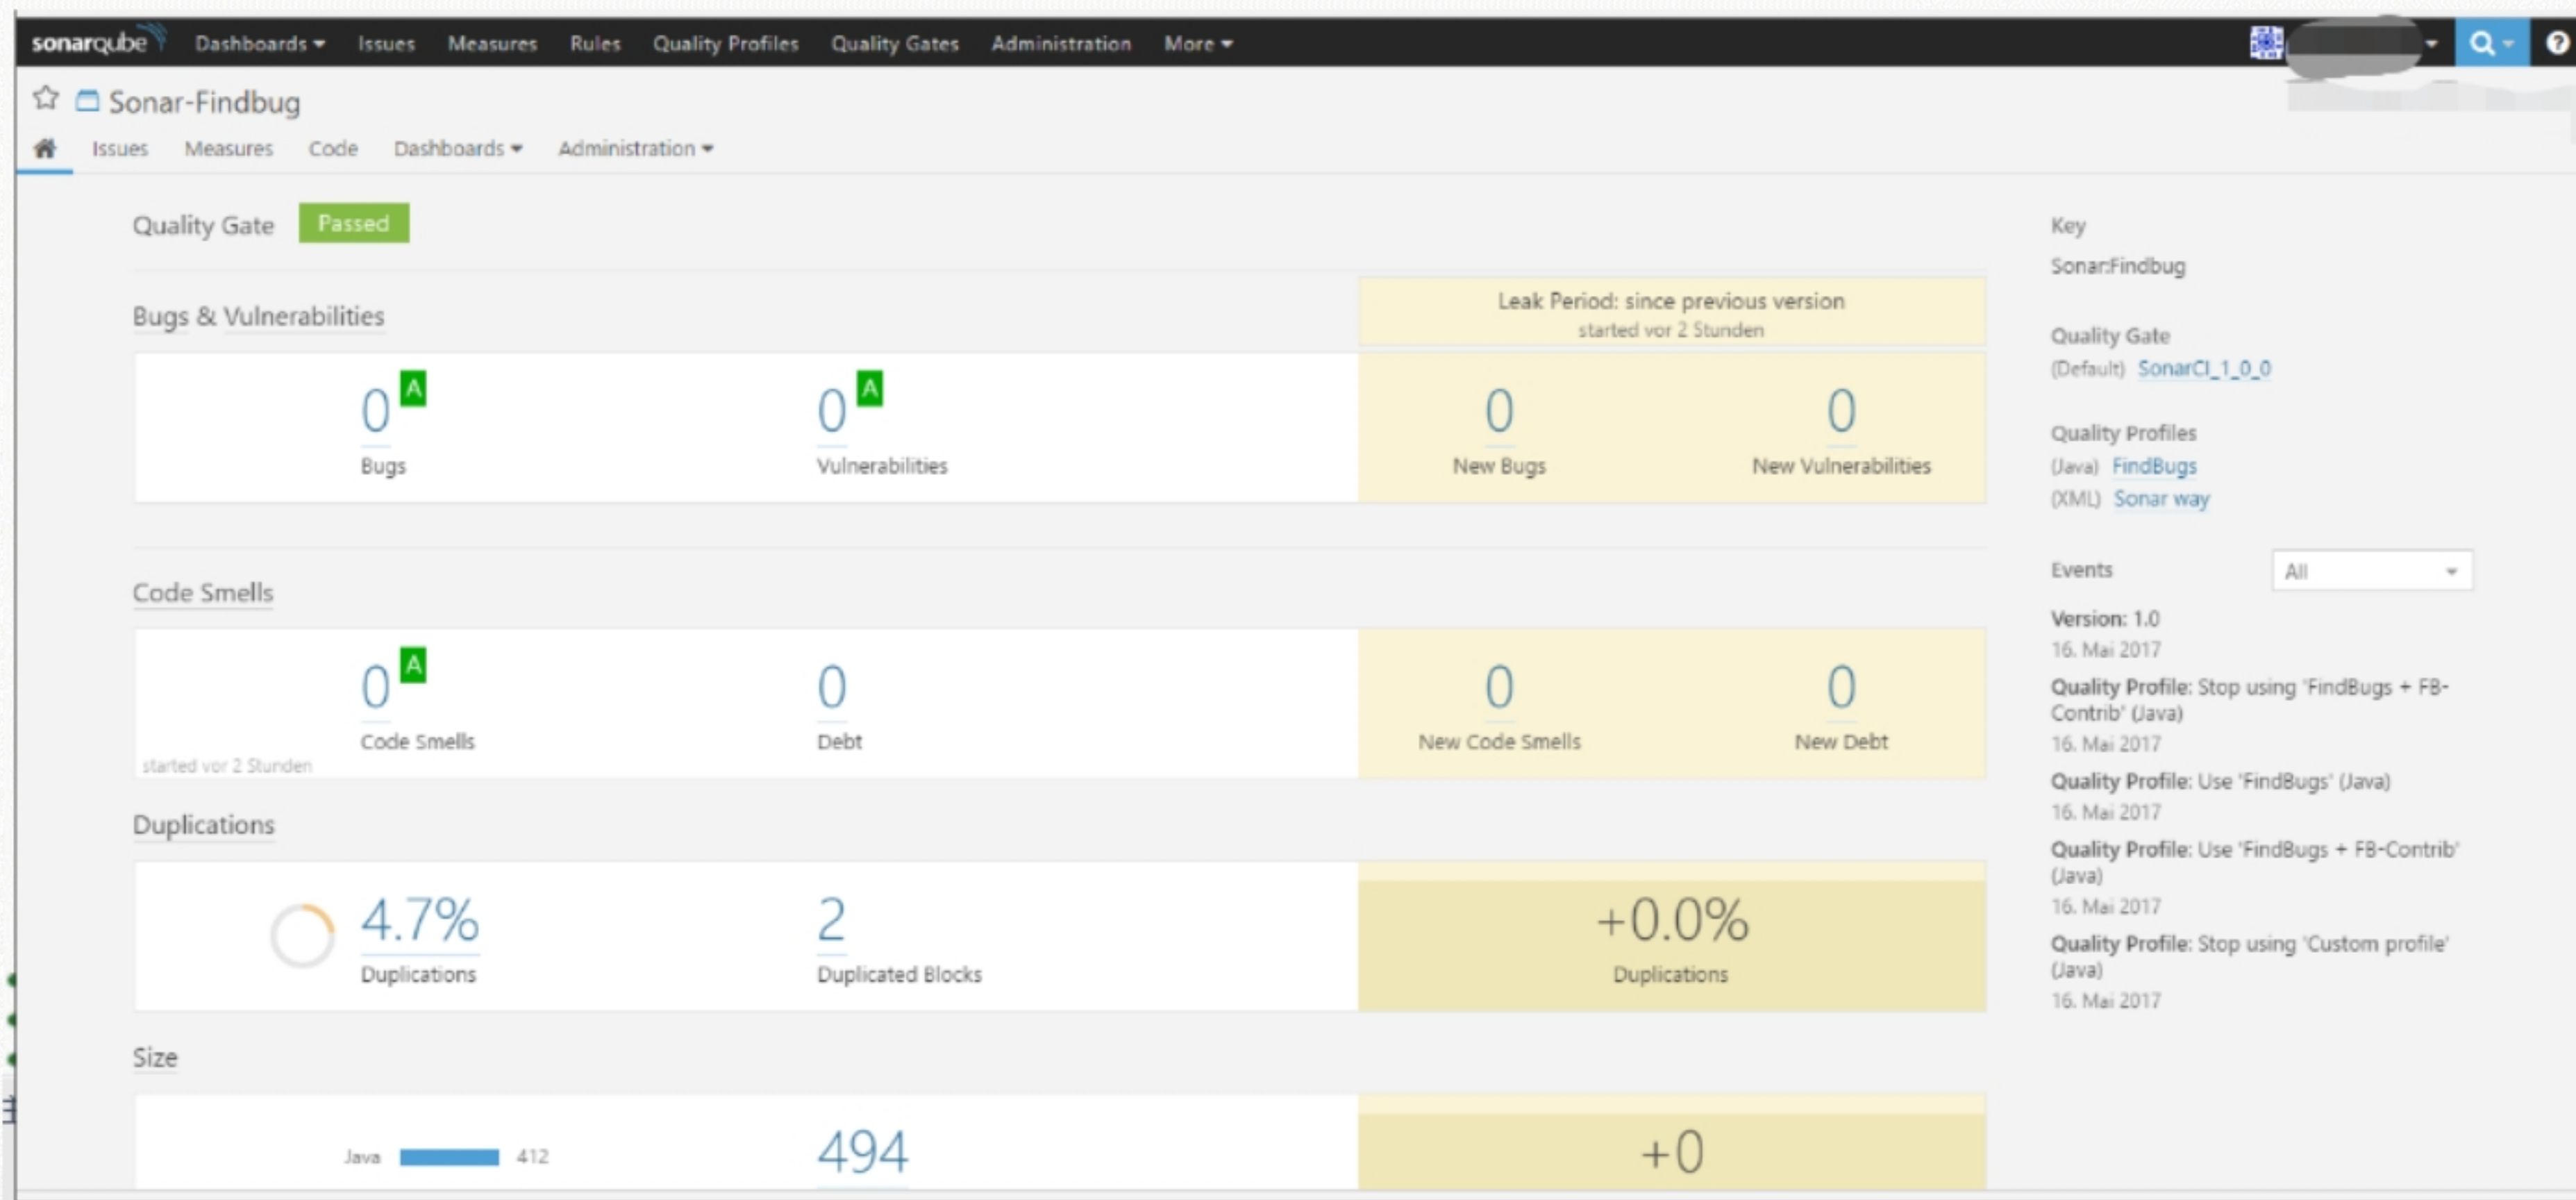 sonarqube Dashboards Issues Measures Rules Quality Profiles Quality Gates Administration More
Sonar-Findbug
Issues Measures Code Dashboards Administration
Quality Gate Passed
Bugs & Vulnerabilities
Leak Period: since previous version
started vor 2 Stunden
0 A 0 A 0 0
Bugs Vulnerabilities New Bugs New Vulnerabilities
Code Smells
0 A 0 0 0
Code Smells Debt New Code Smells New Debt
started vor 2 Stunden
Duplications
4.7% 2 +0.0%
Duplications Duplicated Blocks Duplications
Size
Java 412 494 +0
Key
Sonar:Findbug
Quality Gate
(Default) SonarCI_1_0_0
Quality Profiles
(Java) FindBugs
(XML) Sonar way
Events All
Version: 1.0
16. Mai 2017
Quality Profile: Stop using 'FindBugs + FB-
Contrib' (Java)
16. Mai 2017
Quality Profile: Use 'FindBugs' (Java)
16. Mai 2017
Quality Profile: Use 'FindBugs + FB-Contrib'
(Java)
16. Mai 2017
Quality Profile: Stop using 'Custom profile'
(Java)
16. Mai 2017